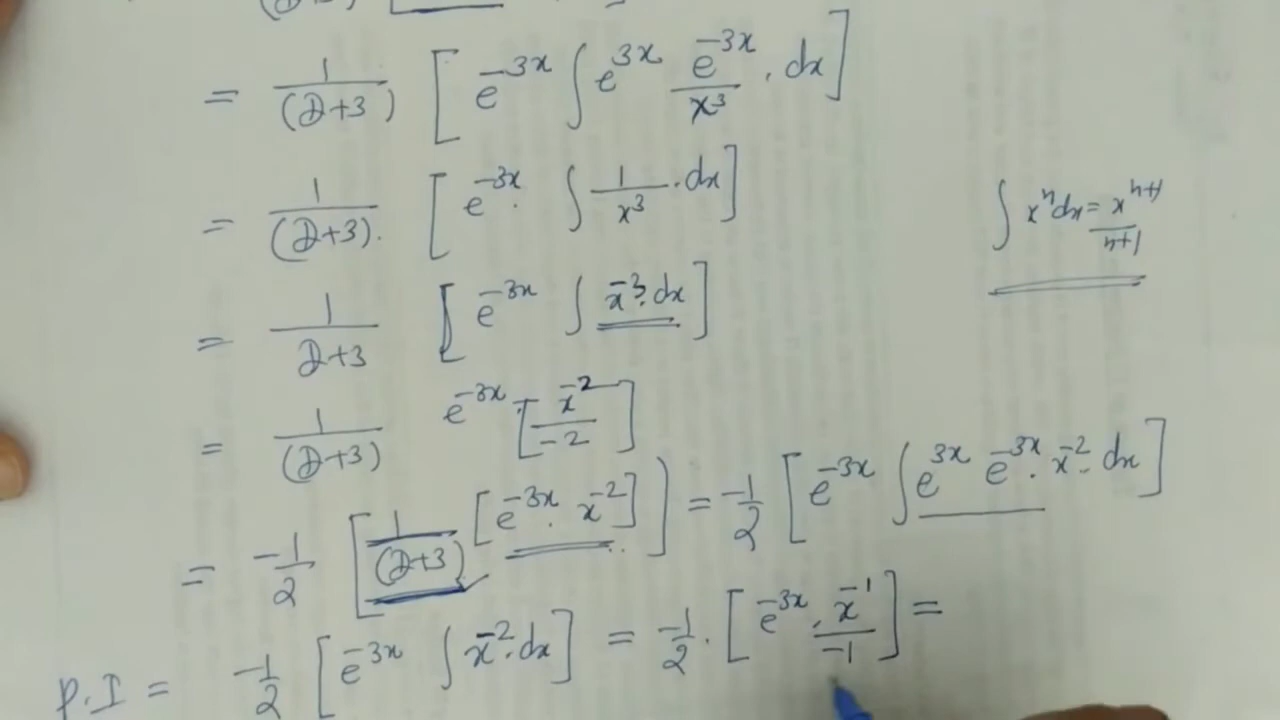 = 1/(D+3) [e^{-3x} ∫ e^{3x} e^{-3x}/x^3 . dx]
= 1/(D+3). [e^{-3x}. ∫ 1/x^3 . dx]
∫ x^n dx = x^{n+1}/n+1
= 1/D+3 [e^{-3x} ∫ x^{-3}. dx]
= 1/(D+3) e^{-3x} . [x^{-2}/-2]
= -1/2 [1/(D+3) [e^{-3x} . x^{-2}]] = -1/2 [e^{-3x} ∫ e^{3x} e^{-3x} . x^{-2} . dx]
P.I = -1/2 [e^{-3x} ∫ x^{-2}. dx] = -1/2 . [e^{-3x} . x^{-1}/-1] =